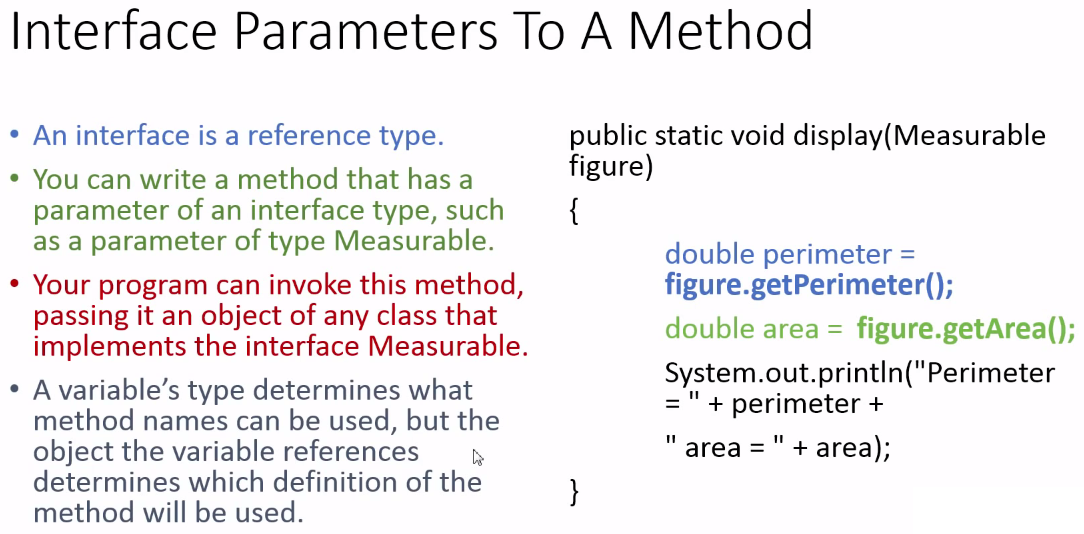 Interface Parameters To A Method
• An interface is a reference type.
• You can write a method that has a
parameter of an interface type, such
as a parameter of type Measurable.
• Your program can invoke this method,
passing it an object of any class that
implements the interface Measurable.
• A variable’s type determines what
method names can be used, but the
object the variable references
determines which definition of the
method will be used.
public static void display(Measurable
figure)
{
double perimeter =
figure.getPerimeter();
double area = figure.getArea();
System.out.println("Perimeter
= " + perimeter +
" area = " + area);
}